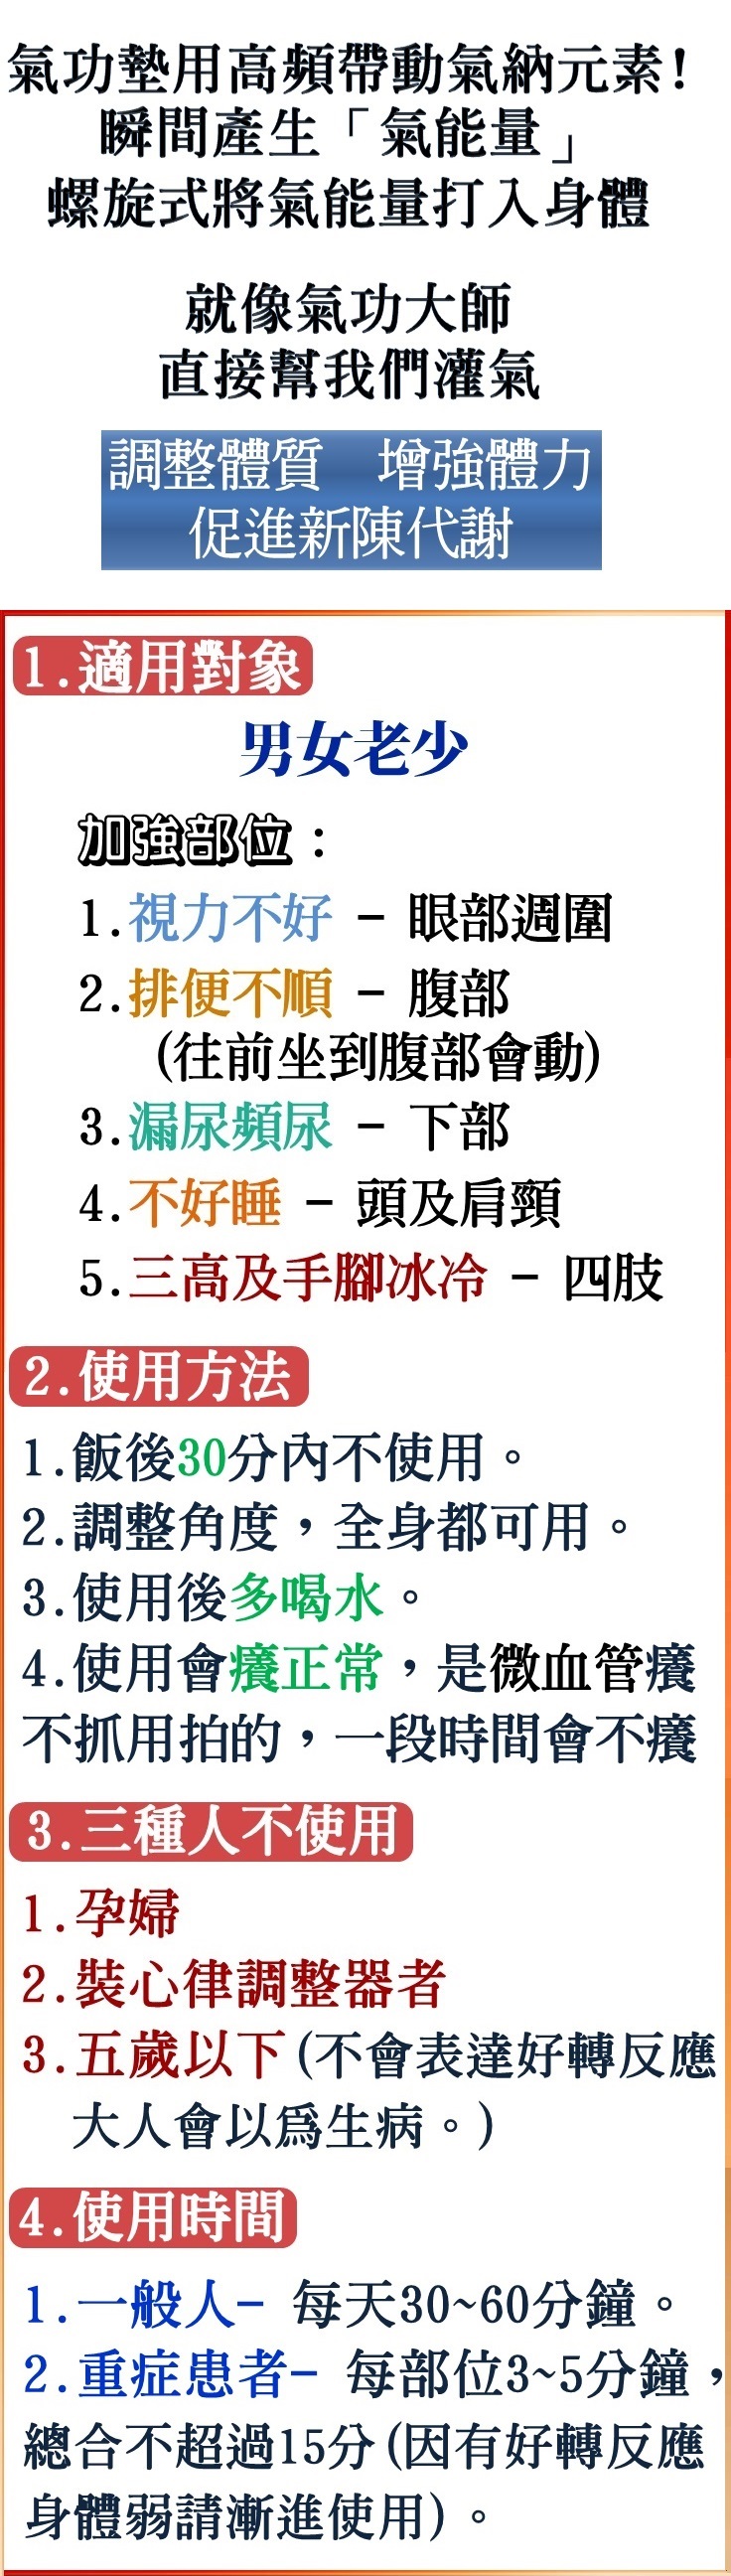 氣功墊用高頻帶動氣納元素!
瞬間產生「氣能量」
螺旋式將氣能量打入身體
就像氣功大師
直接幫我們灌氣
調整體質 增強體力
促進新陳代謝
1.適用對象
男女老少
加強部位：
1.視力不好 － 眼部週圍
2.排便不順 － 腹部
(往前坐到腹部會動)
3.漏尿頻尿 － 下部
4.不好睡 － 頭及肩頸
5.三高及手腳冰冷 － 四肢
2.使用方法
1.飯後30分內不使用。
2.調整角度，全身都可用。
3.使用後多喝水。
4.使用會癢正常，是微血管癢
不抓用拍的，一段時間會不癢
3.三種人不使用
1.孕婦
2.裝心律調整器者
3.五歲以下(不會表達好轉反應
大人會以為生病。)
4.使用時間
1.一般人－ 每天30~60分鐘。
2.重症患者－ 每部位3~5分鐘，
總合不超過15分(因有好轉反應
身體弱請漸進使用)。